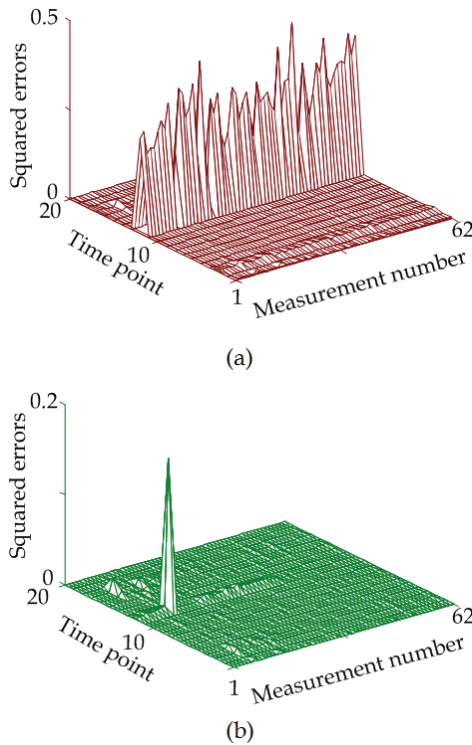 0.5
Squared errors
0
20
Time point
10
1
Measurement number
62
(a)
0.2
Squared errors
0
20
Time point
10
1
Measurement number
62
(b)